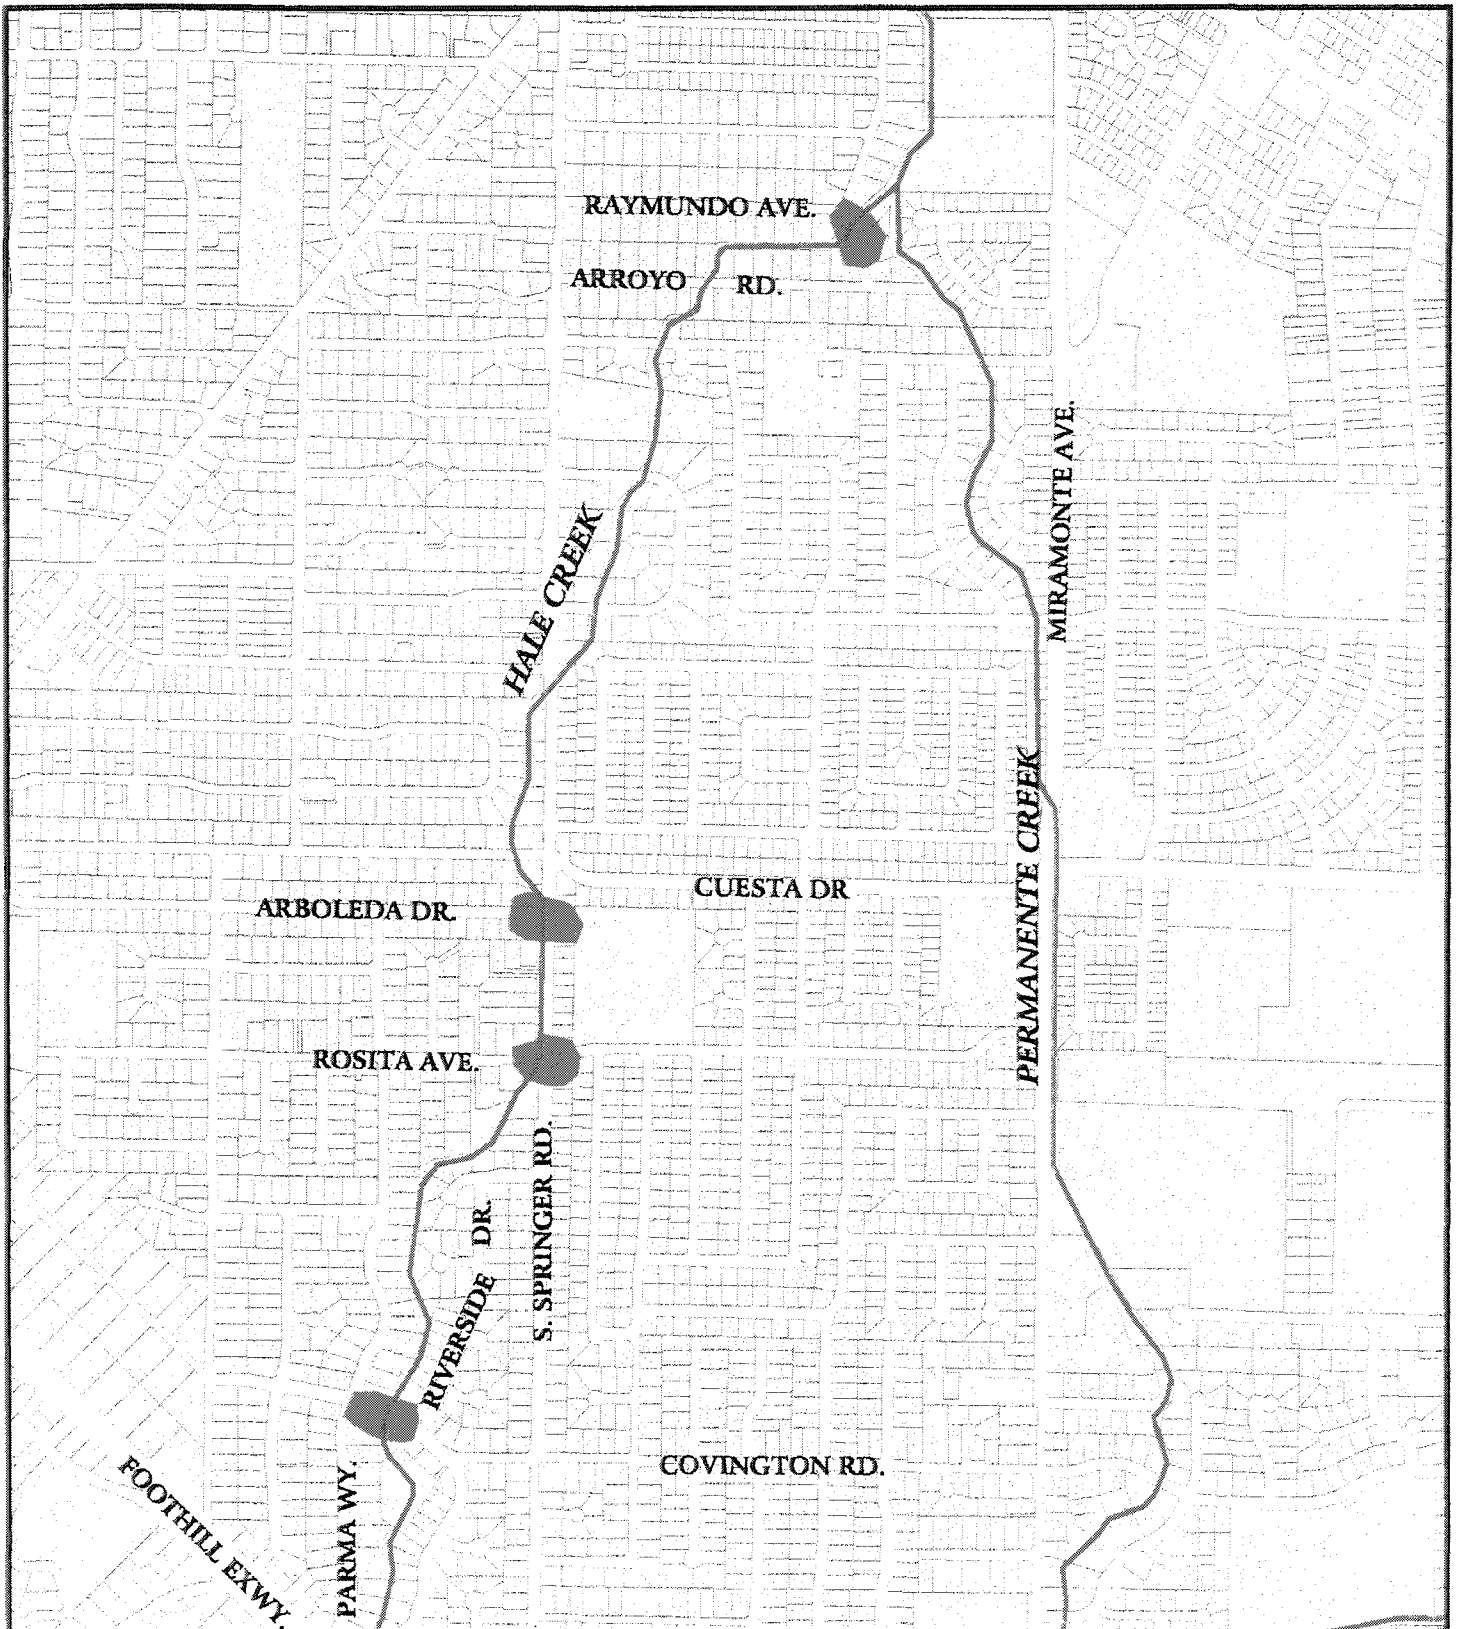 RAYMUNDO AVE.
ARROYO RD.
MIRAMONTE AVE.
HALE CREEK
PERMANENTE CREEK
CUESTA DR
ARBOLEDA DR.
ROSITA AVE.
S. SPRINGER RD.
RIVERSIDE DR.
COVINGTON RD.
FOOTHILL EXWY.
PARMA WY.